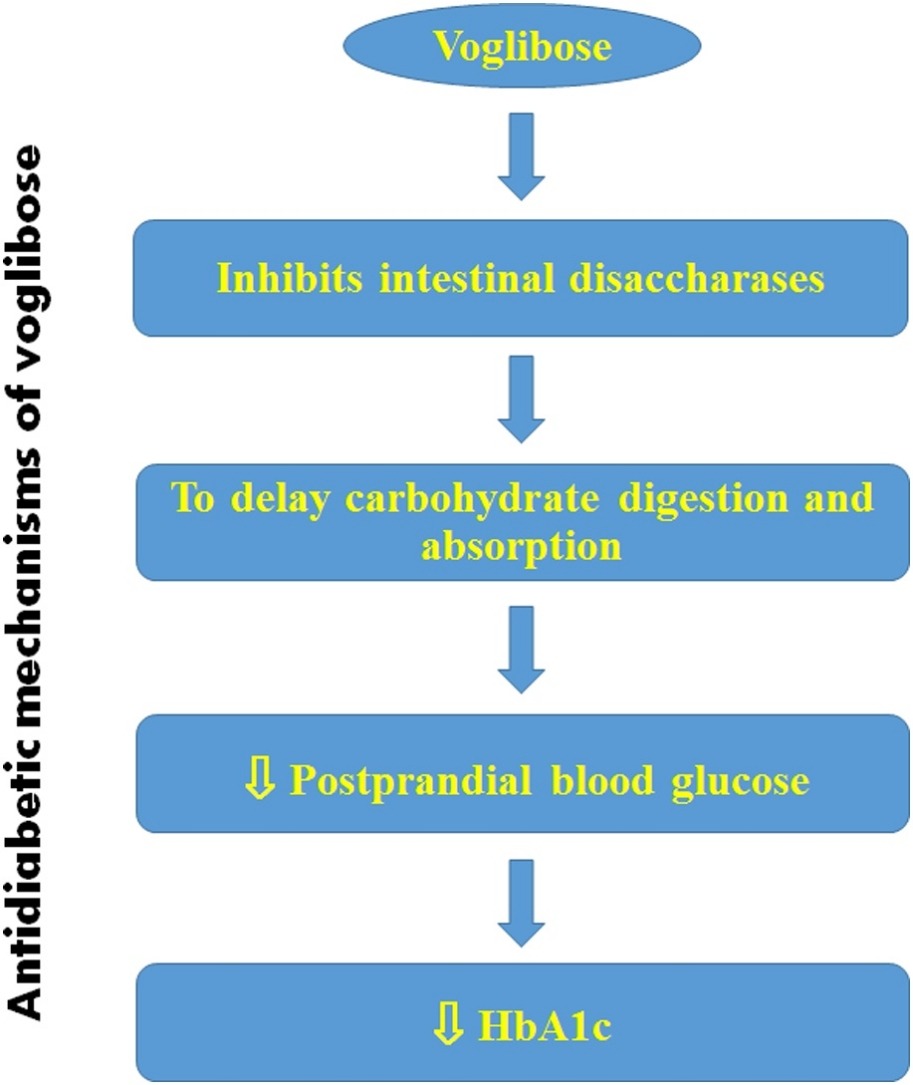 Antidiabetic mechanisms of voglibose
Voglibose
Inhibits intestinal disaccharases
To delay carbohydrate digestion and
absorption
⇩ Postprandial blood glucose
⇩ HbA1c